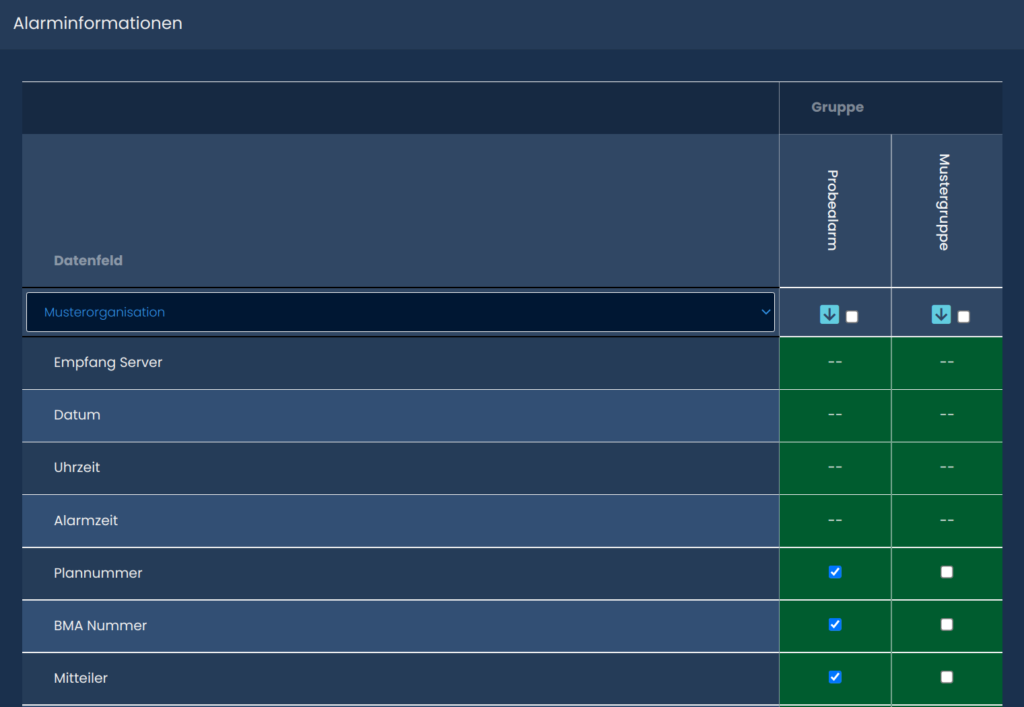 Alarminformationen
Gruppe
Datenfeld
Probealarm
Mustergruppe
Musterorganisation
Empfang Server -- --
Datum -- --
Uhrzeit -- --
Alarmzeit -- --
Plannummer
BMA Nummer
Mitteiler